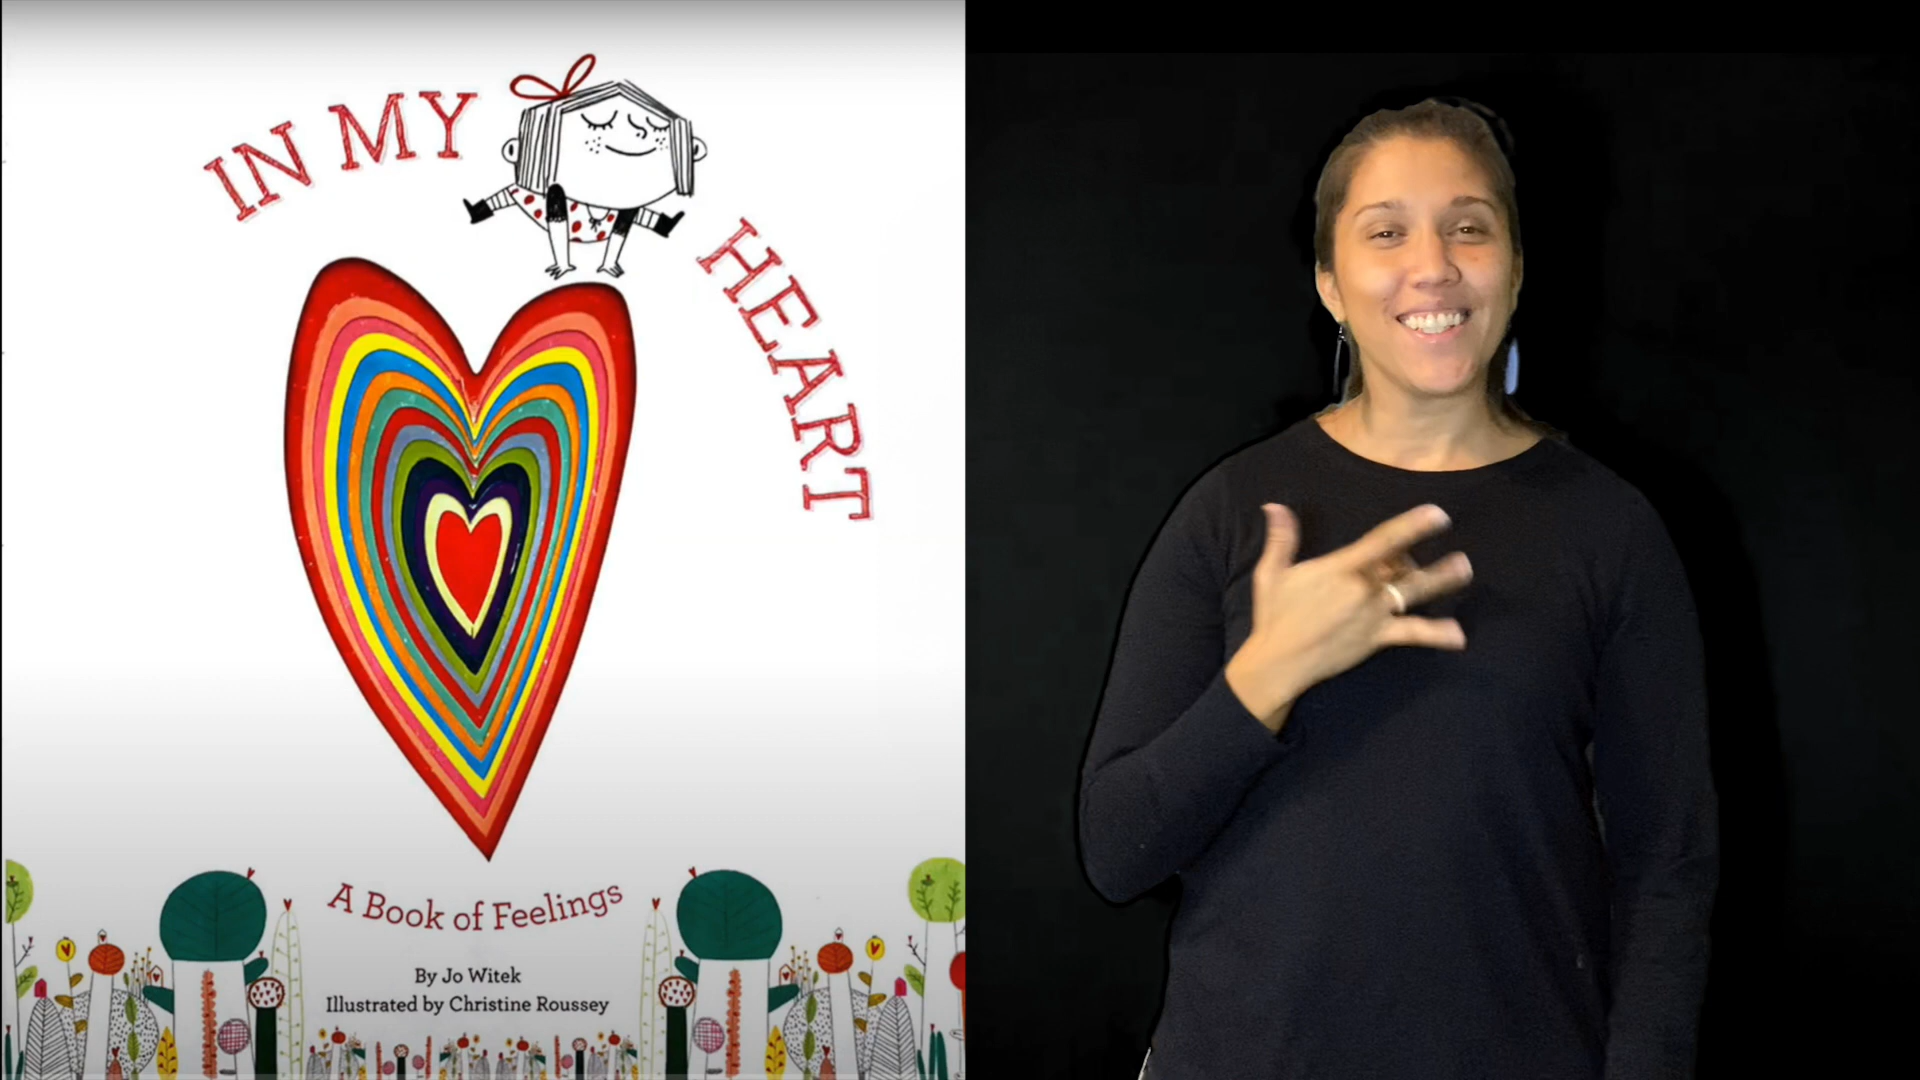 IN MY
HEART
A Book of Feelings
By Jo Witek
Illustrated by Christine Roussey